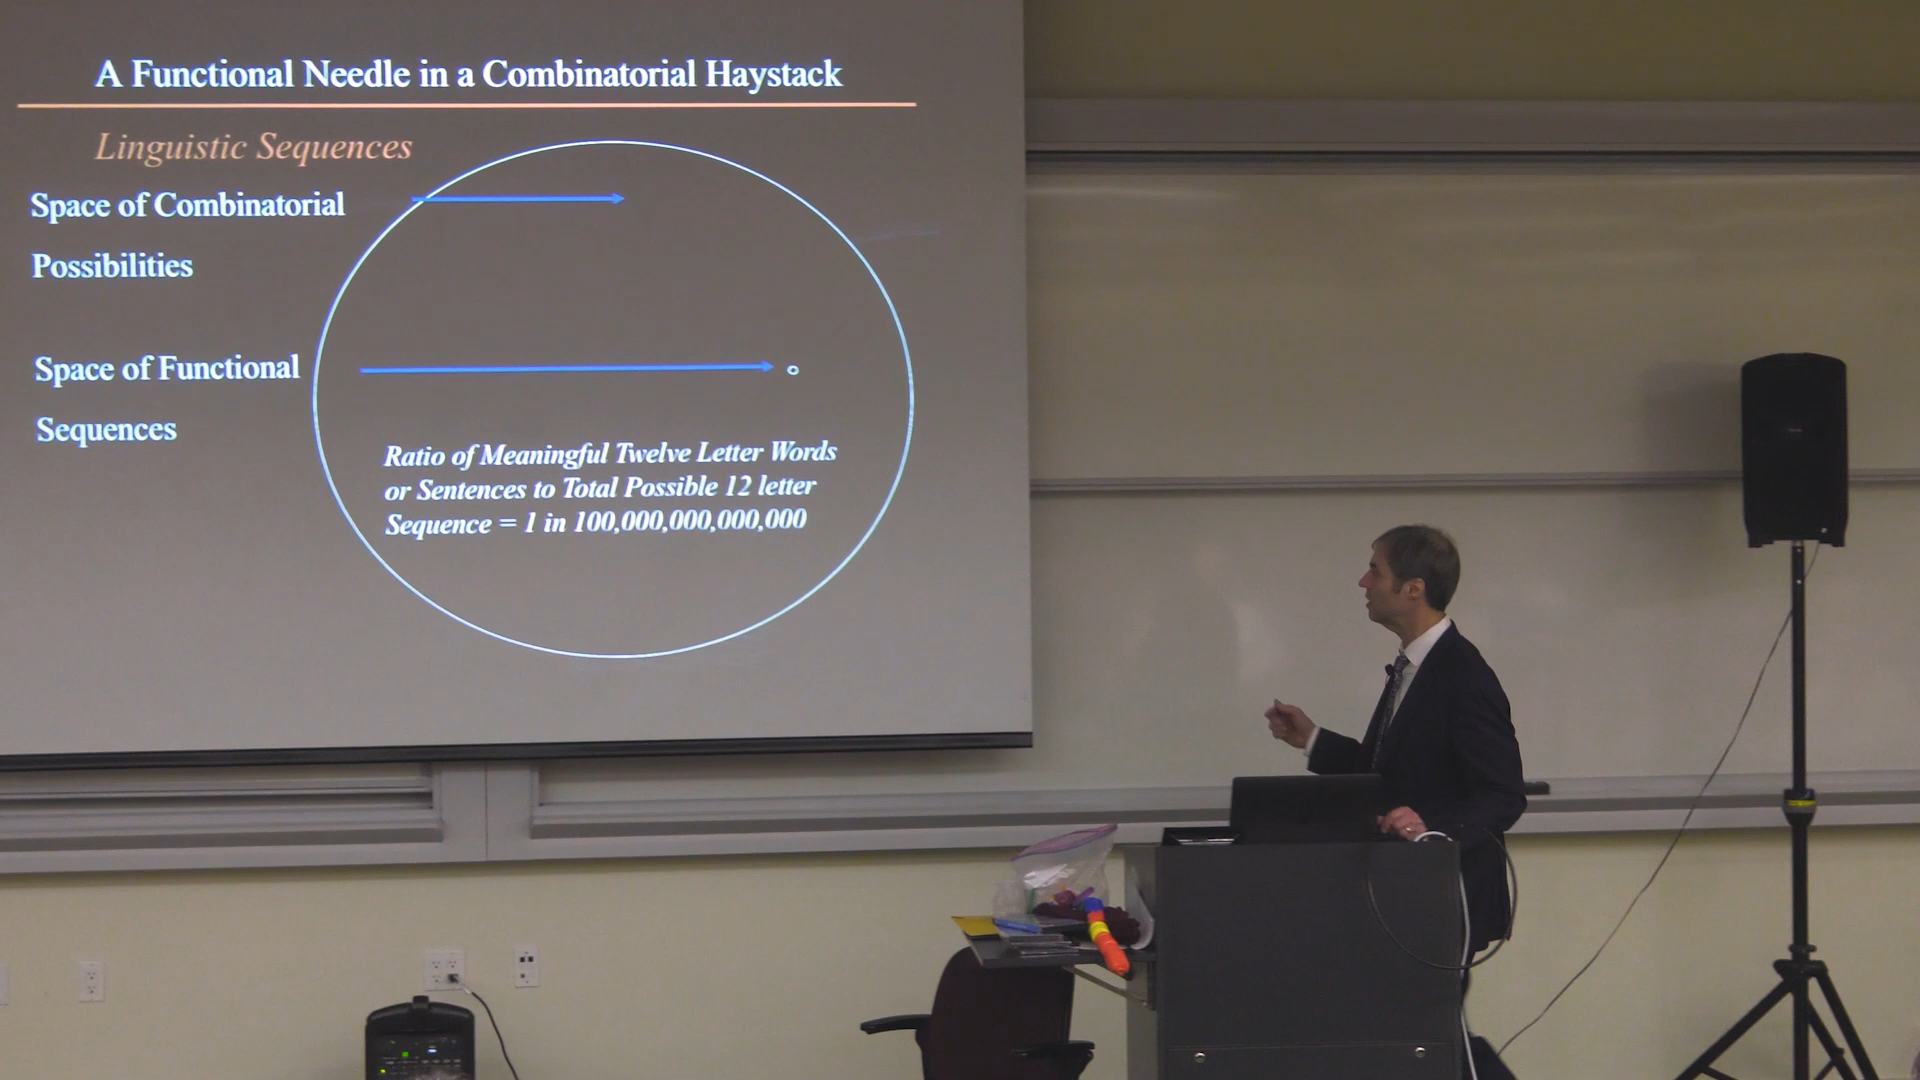 A Functional Needle in a Combinatorial Haystack
Linguistic Sequences
Space of Combinatorial
Possibilities
Space of Functional
Sequences
Ratio of Meaningful Twelve Letter Words
or Sentences to Total Possible 12 letter
Sequence = 1 in 100,000,000,000,000